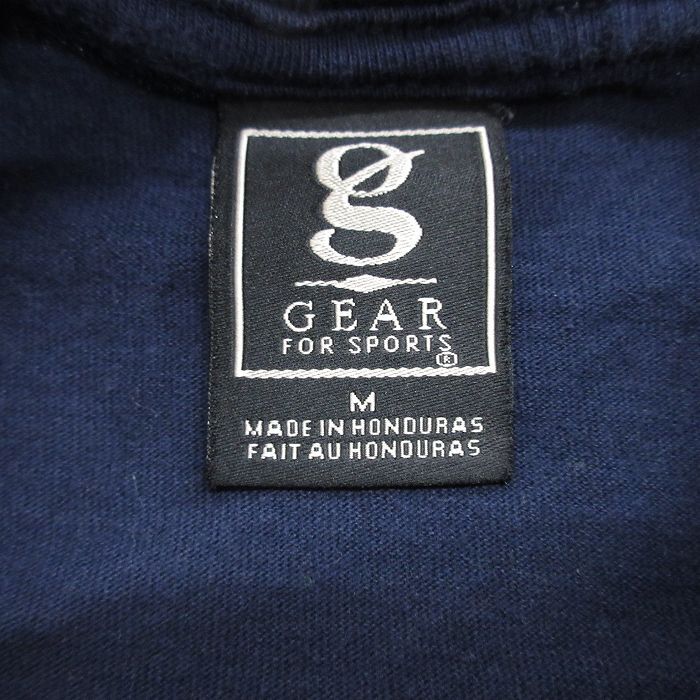 g
GEAR
FOR SPORTS®
M
MADE IN HONDURAS
FAIT AU HONDURAS